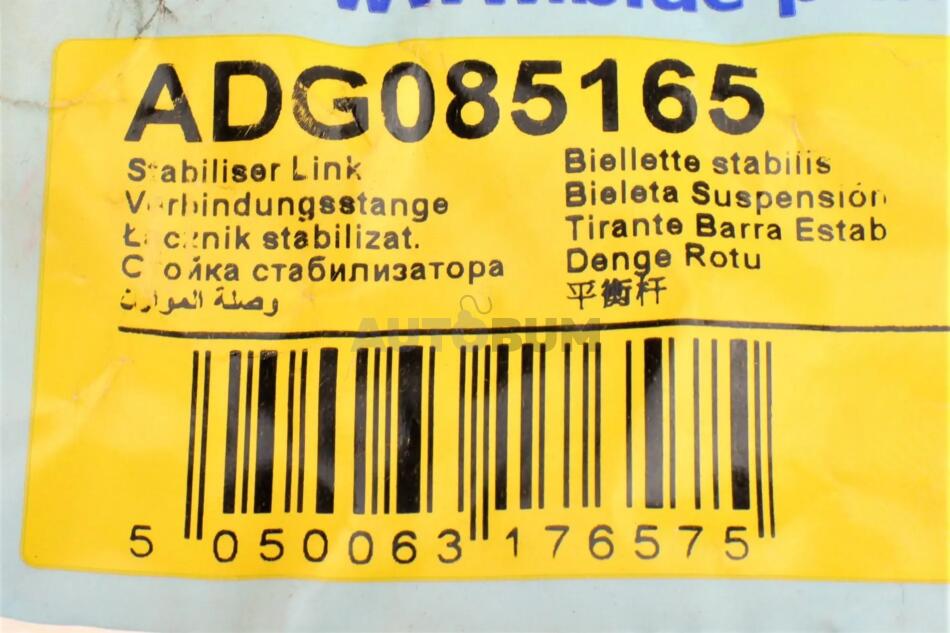 ADG085165
Stabiliser Link
Verbindungsstange
Łącznik stabilizat.
Стойка стабилизатора
وصلة الموازن
Biellette stabilis
Bieleta Suspensión
Tirante Barra Estab
Denge Rotu
平衡杆
AUTOBUM
5 050063 176575